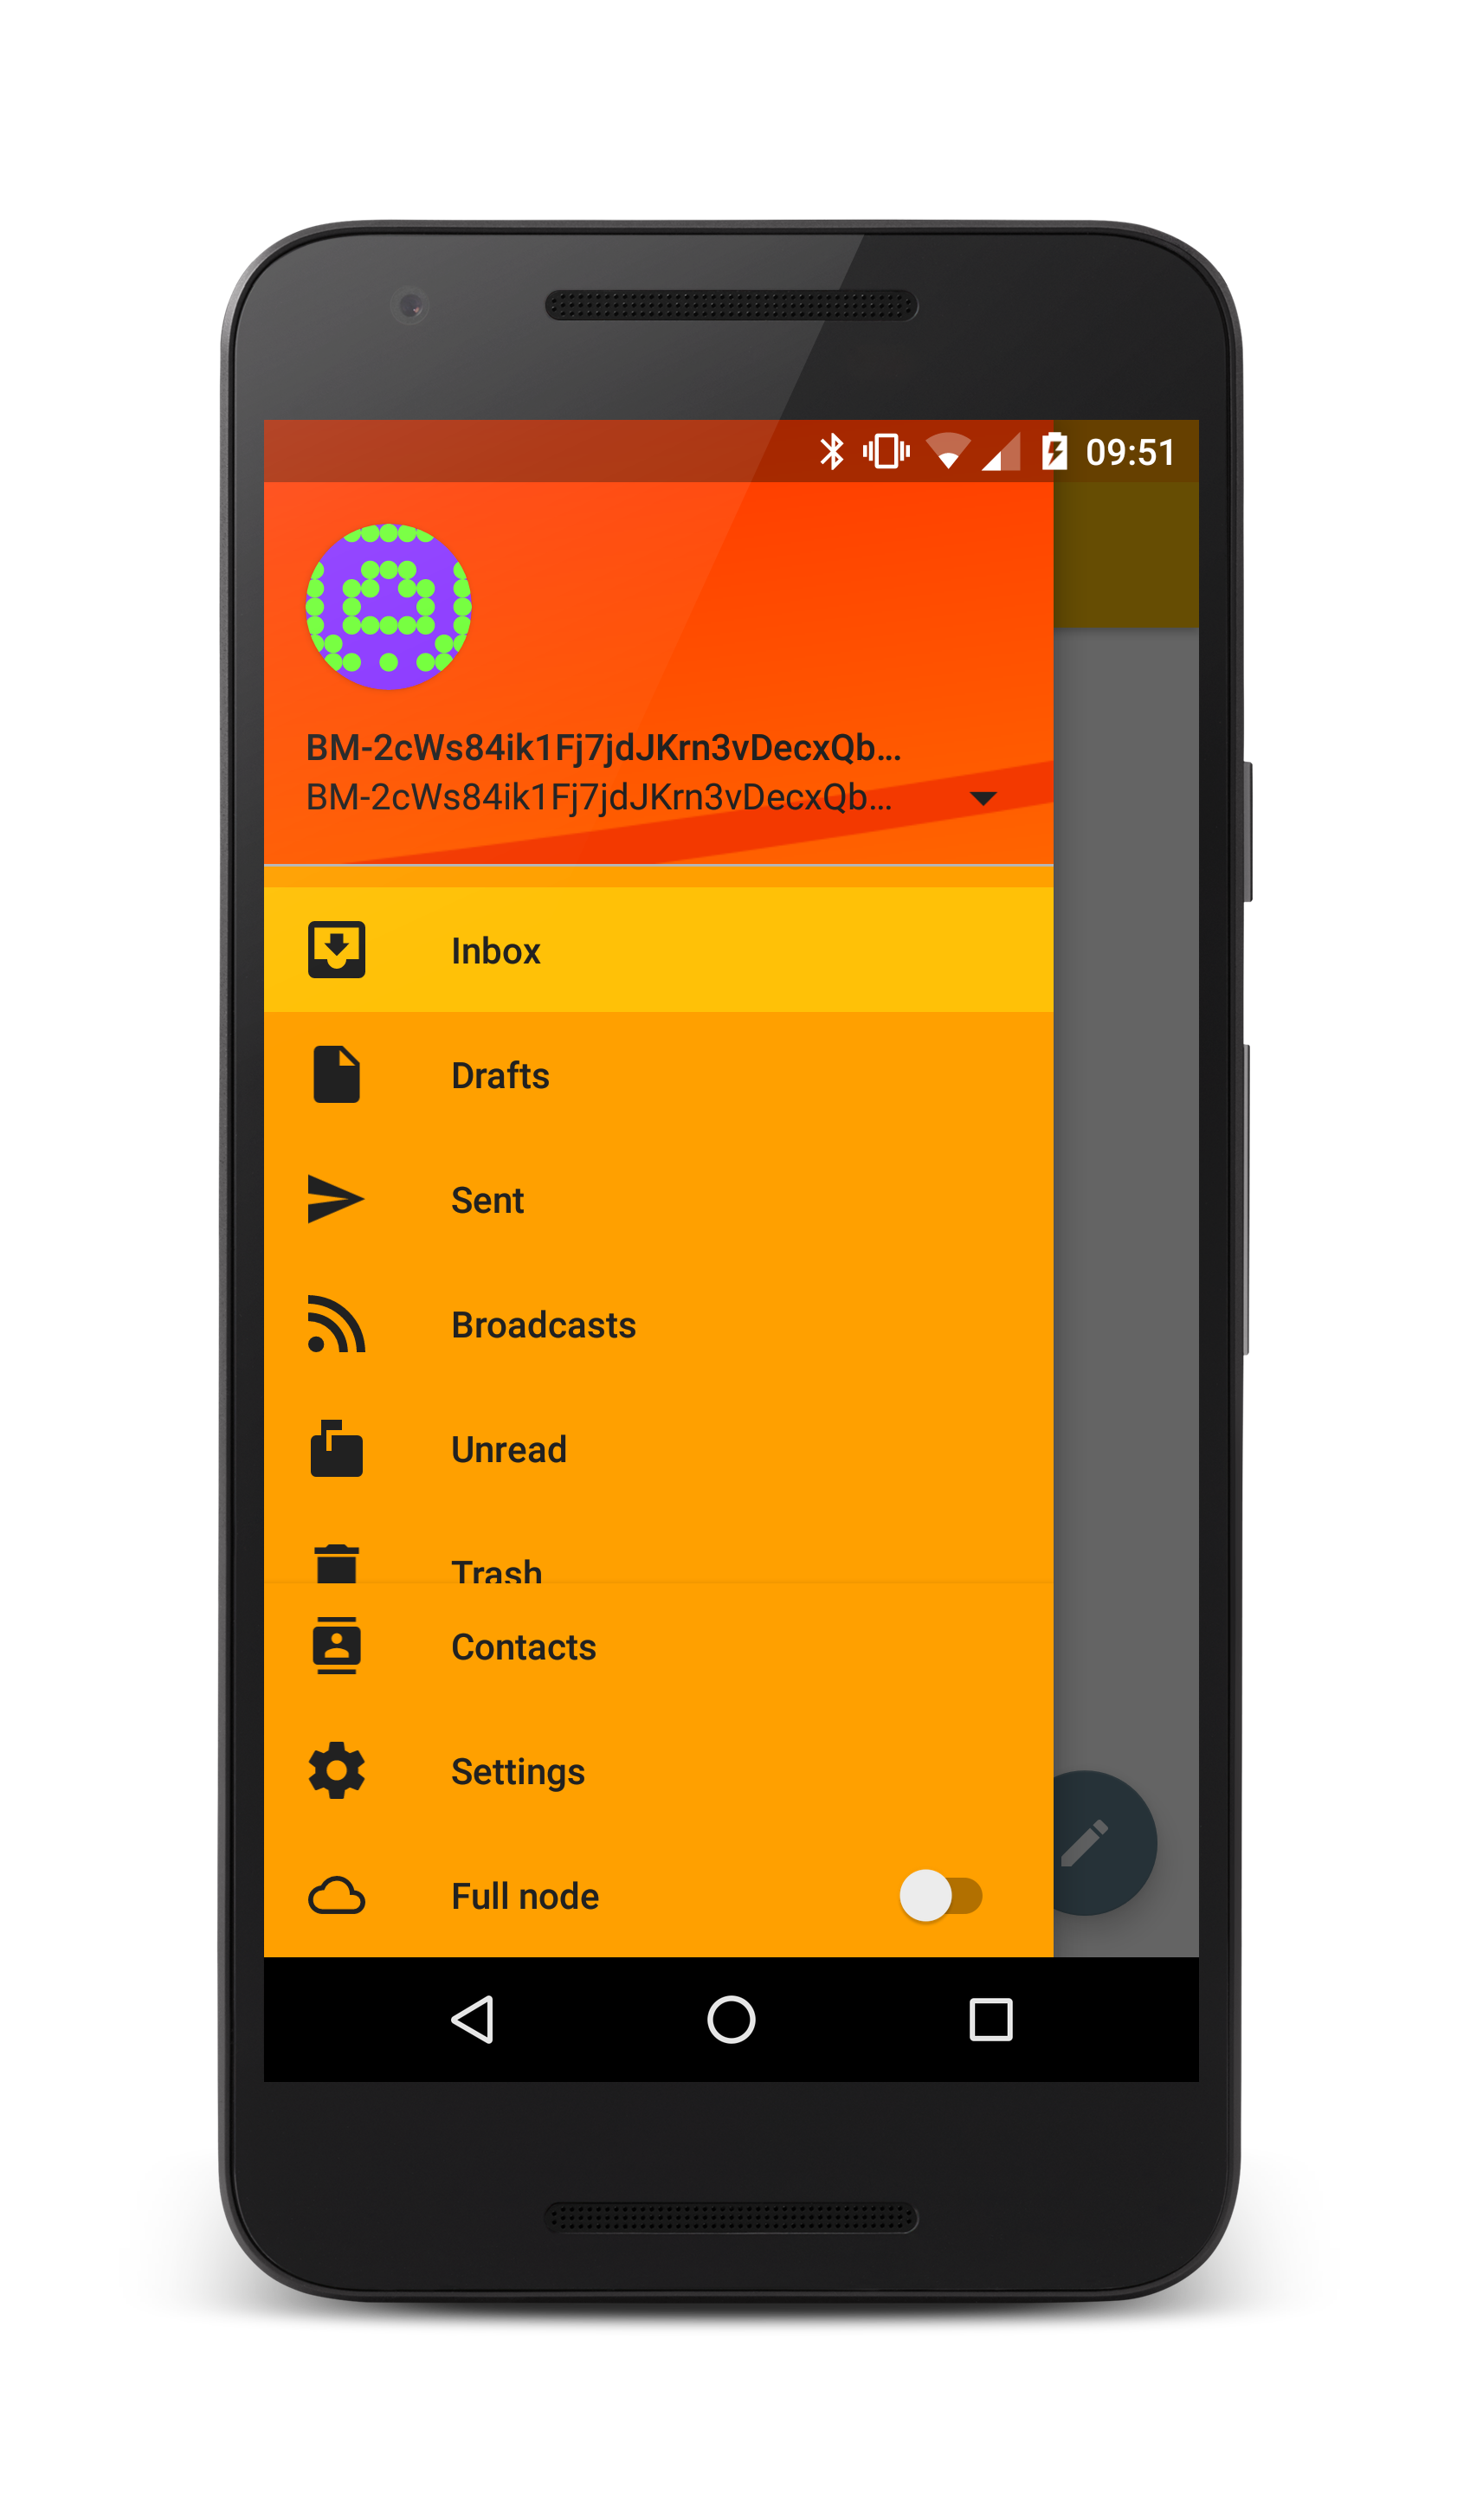 09:51
BM-2cWs84ik1Fj7jdJKrn3vDecxQb...
BM-2cWs84ik1Fj7jdJKrn3vDecxQb...
Inbox
Drafts
Sent
Broadcasts
Unread
Trash
Contacts
Settings
Full node